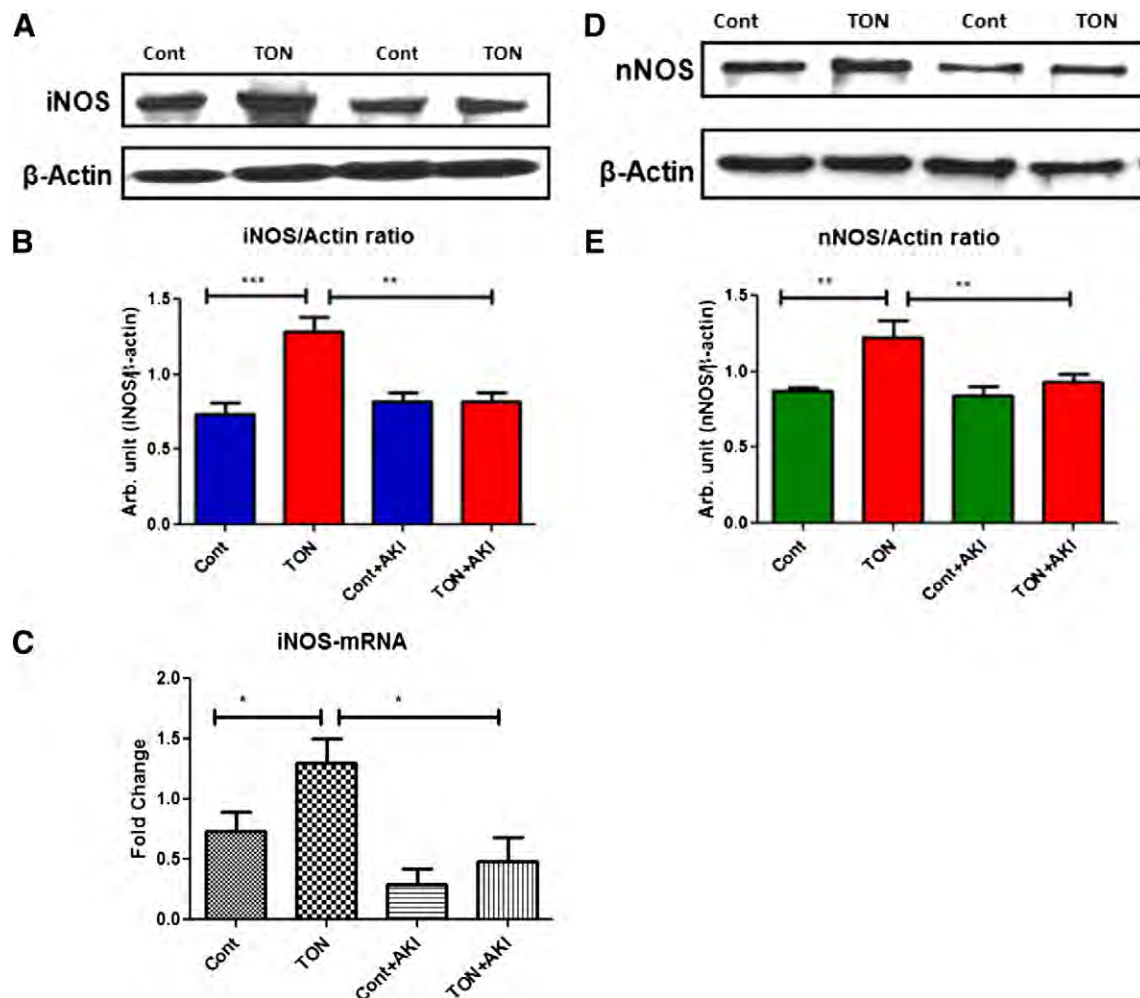 A
Cont TON Cont TON
iNOS
β-Actin
B
iNOS/Actin ratio
Arb. unit (iNOS/β-actin)
1.5
1.0
0.5
0.0
***
**
Cont
TON
Cont+AKI
TON+AKI
C
iNOS-mRNA
Fold Change
2.0
1.5
1.0
0.5
0.0
*
*
Cont
TON
Cont+AKI
TON+AKI
D
Cont TON Cont TON
nNOS
β-Actin
E
nNOS/Actin ratio
Arb. unit (nNOS/β-actin)
1.5
1.0
0.5
0.0
**
**
Cont
TON
Cont+AKI
TON+AKI